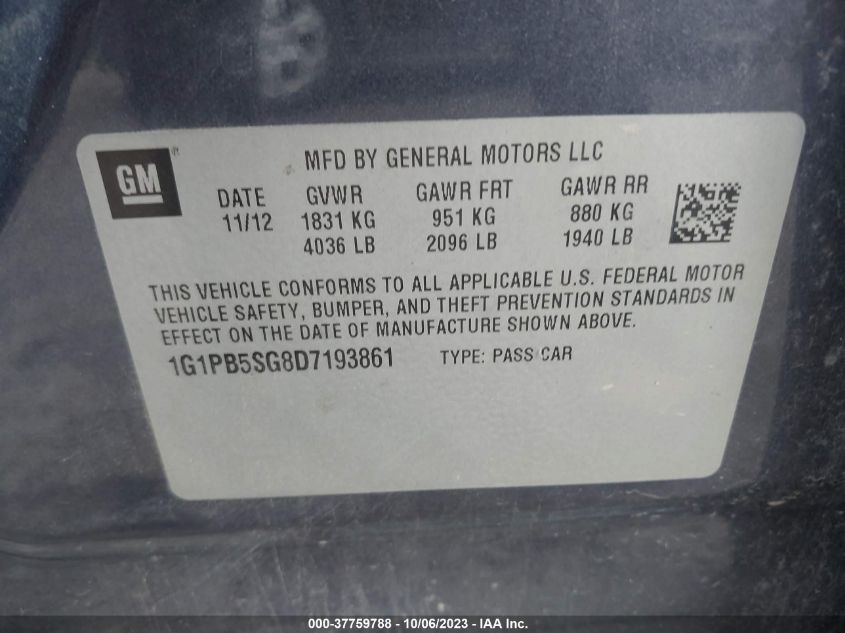 GM®
MFD BY GENERAL MOTORS LLC
DATE GVWR GAWR FRT GAWR RR
11/12 1831 KG 951 KG 880 KG
4036 LB 2096 LB 1940 LB
THIS VEHICLE CONFORMS TO ALL APPLICABLE U.S. FEDERAL MOTOR
VEHICLE SAFETY, BUMPER, AND THEFT PREVENTION STANDARDS IN
EFFECT ON THE DATE OF MANUFACTURE SHOWN ABOVE.
1G1PB5SG8D7193861 TYPE: PASS CAR
000-37759788 - 10/06/2023 - IAA Inc.